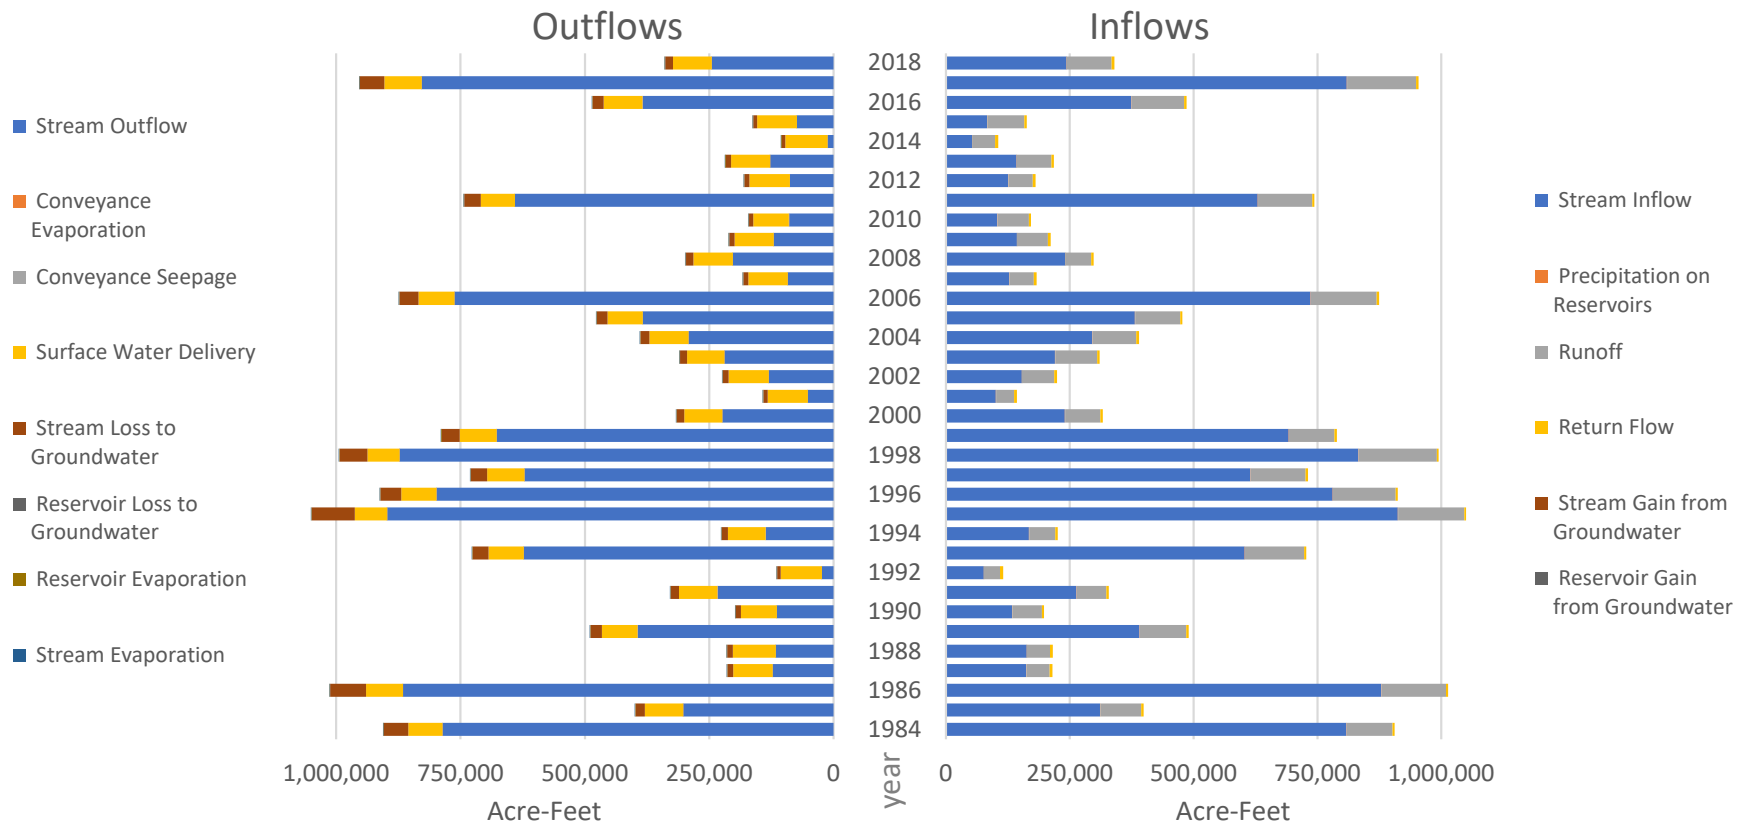 Outflows
Inflows
Stream Outflow
Conveyance
Evaporation
Conveyance Seepage
Surface Water Delivery
Stream Loss to
Groundwater
Reservoir Loss to
Groundwater
Reservoir Evaporation
Stream Evaporation
2018
2016
2014
2012
2010
2008
2006
2004
2002
2000
1998
1996
1994
1992
1990
1988
1986
1984
year
Stream Inflow
Precipitation on
Reservoirs
Runoff
Return Flow
Stream Gain from
Groundwater
Reservoir Gain
from Groundwater
1,000,000 750,000 500,000 250,000 0
Acre-Feet
0 250,000 500,000 750,000 1,000,000
Acre-Feet